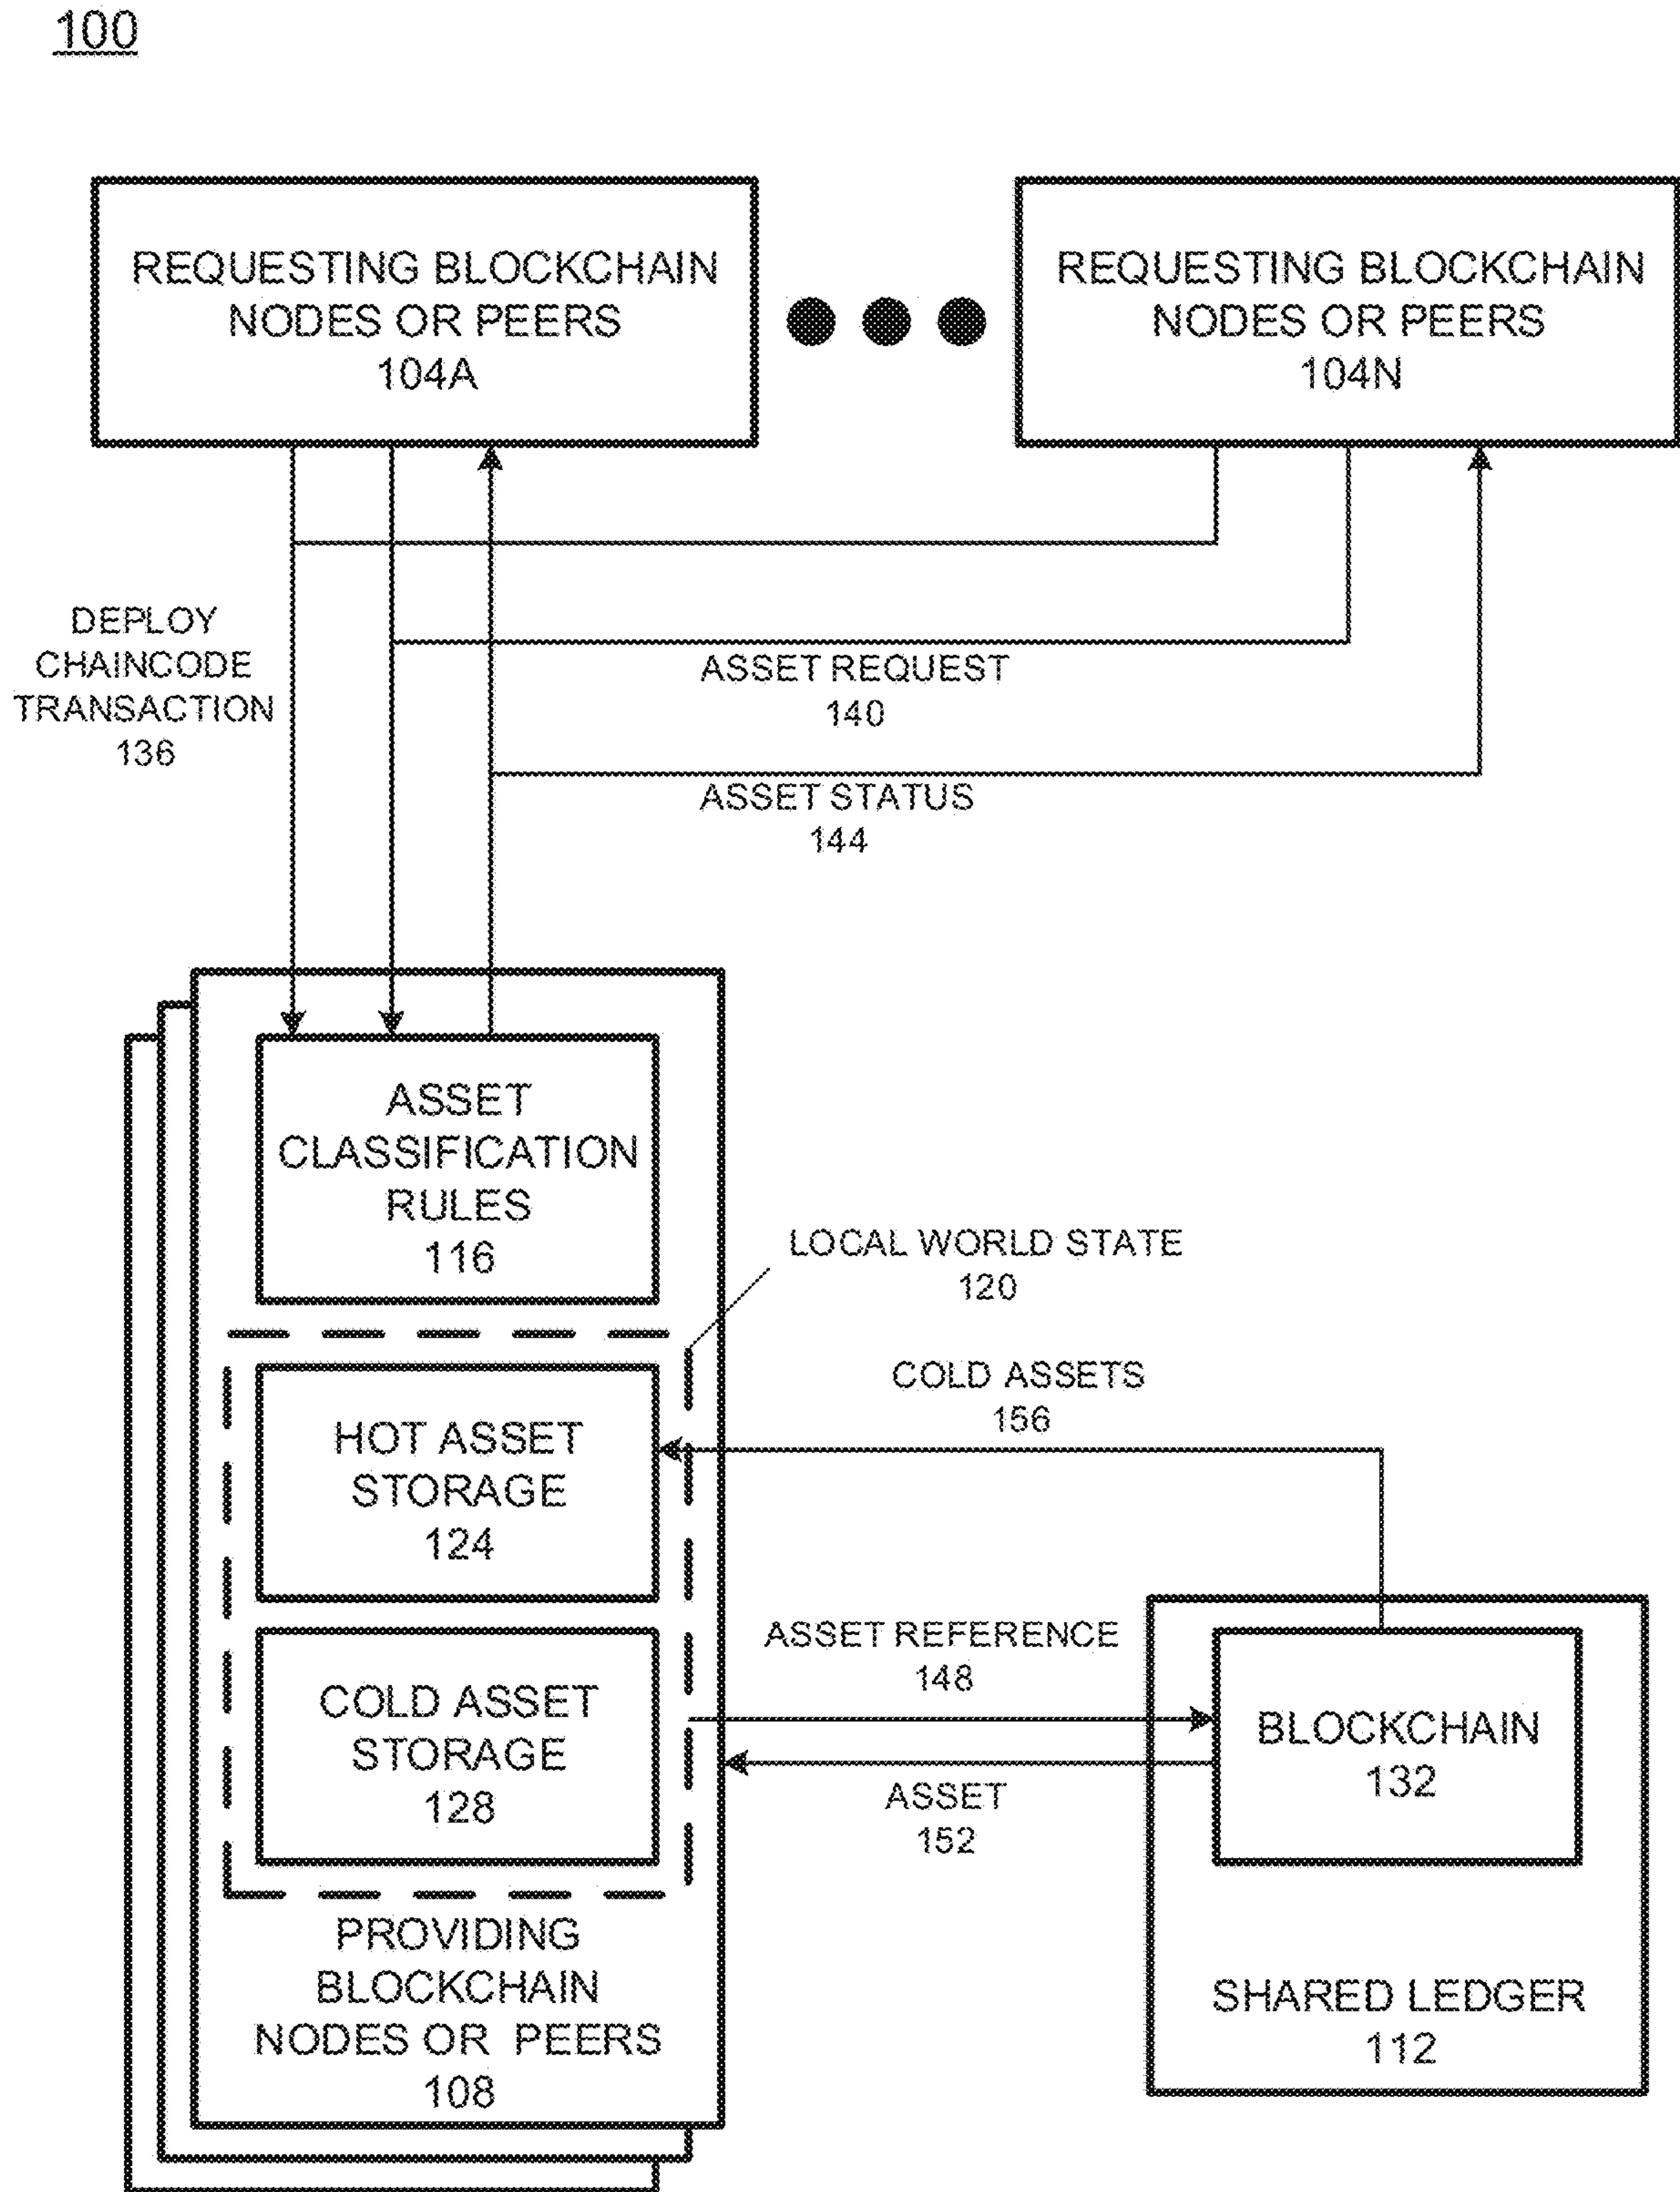 100
REQUESTING BLOCKCHAIN
NODES OR PEERS
104A
REQUESTING BLOCKCHAIN
NODES OR PEERS
104N
DEPLOY
CHAINCODE
TRANSACTION
136
ASSET REQUEST
140
ASSET STATUS
144
ASSET
CLASSIFICATION
RULES
116
LOCAL WORLD STATE
120
COLD ASSETS
156
HOT ASSET
STORAGE
124
ASSET REFERENCE
148
COLD ASSET
STORAGE
128
BLOCKCHAIN
132
ASSET
152
PROVIDING
BLOCKCHAIN
NODES OR PEERS
108
SHARED LEDGER
112